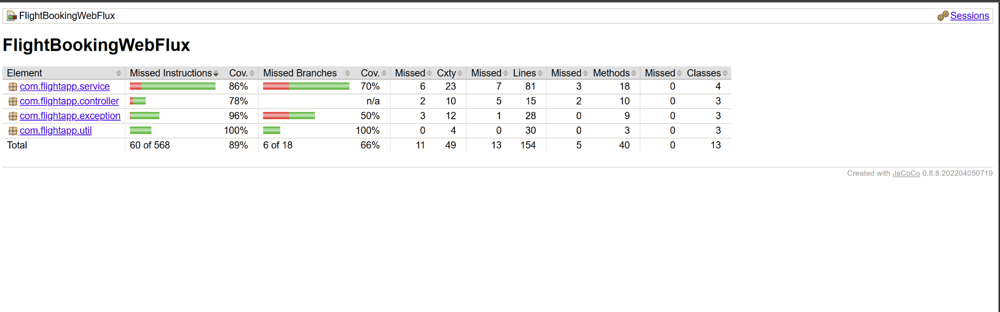 FlightBookingWebFlux Sessions
FlightBookingWebFlux
Element Missed Instructions Cov. Missed Branches Cov. Missed Cxty Missed Lines Missed Methods Missed Classes
com.flightapp.service 86% 70% 6 23 7 81 3 18 0 4
com.flightapp.controller 78% n/a 2 10 5 15 2 10 0 3
com.flightapp.exception 96% 50% 3 12 1 28 0 9 0 3
com.flightapp.util 100% 100% 0 4 0 30 0 3 0 3
Total 60 of 568 89% 6 of 18 66% 11 49 13 154 5 40 0 13
Created with JaCoCo 0.8.8.202204050719